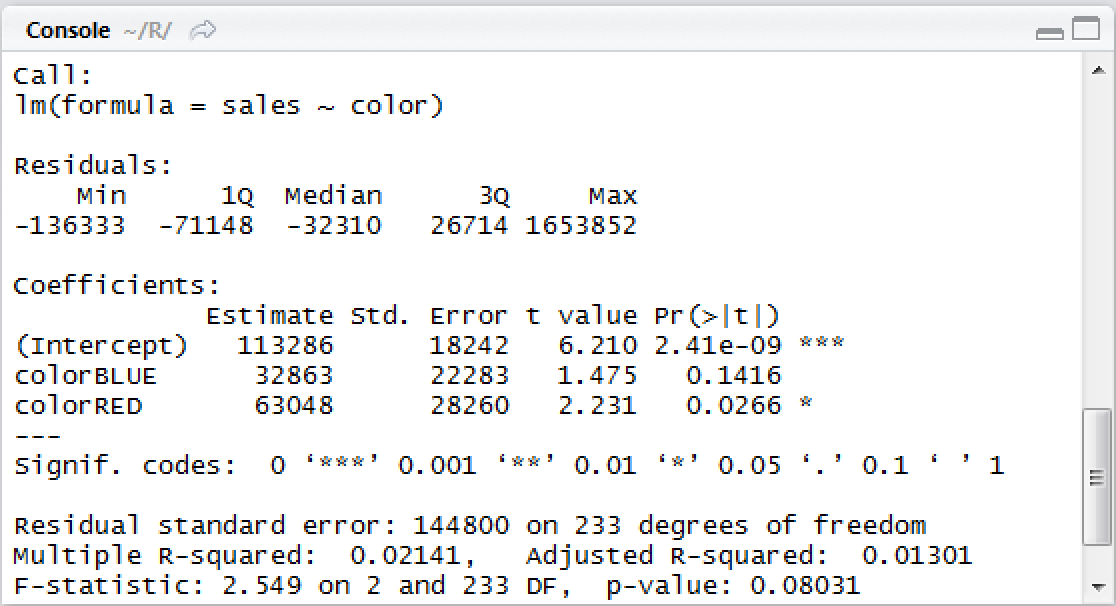 Console ~/R/
Call:
lm(formula = sales ~ color)
Residuals:
    Min      1Q  Median      3Q     Max
-136333  -71148  -32310   26714 1653852
Coefficients:
            Estimate Std. Error t value Pr(>|t|)
(Intercept)   113286      18242   6.210 2.41e-09 ***
colorBLUE      32863      22283   1.475   0.1416
colorRED       63048      28260   2.231   0.0266 *
---
Signif. codes:  0 ‘***’ 0.001 ‘**’ 0.01 ‘*’ 0.05 ‘.’ 0.1 ‘ ’ 1
Residual standard error: 144800 on 233 degrees of freedom
Multiple R-squared:  0.02141,   Adjusted R-squared:  0.01301
F-statistic: 2.549 on 2 and 233 DF,  p-value: 0.08031